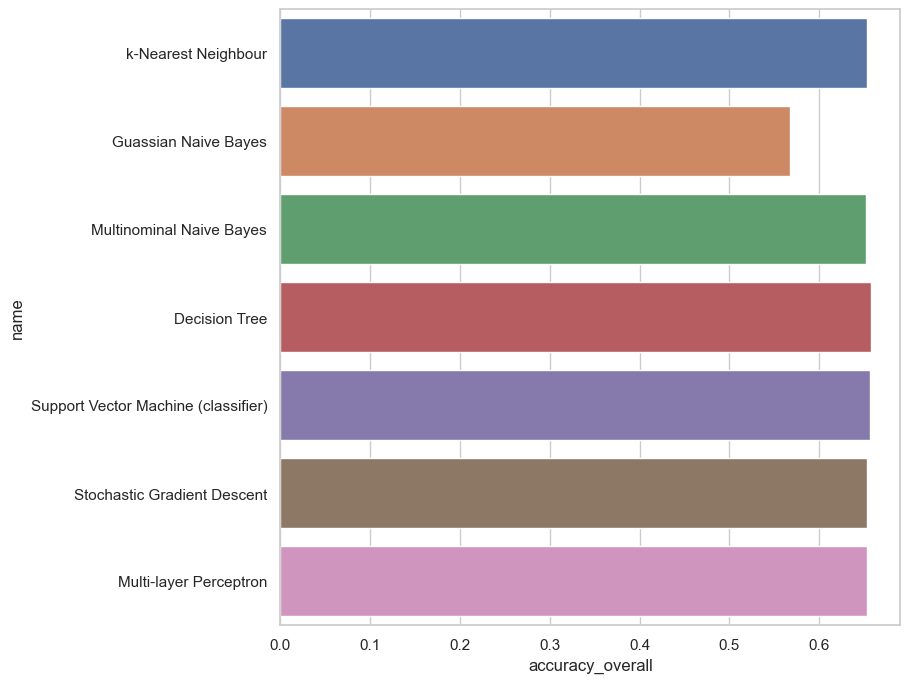 k-Nearest Neighbour
Guassian Naive Bayes
Multinominal Naive Bayes
name
Decision Tree
Support Vector Machine (classifier)
Stochastic Gradient Descent
Multi-layer Perceptron
0.0 0.1 0.2 0.3 0.4 0.5 0.6
accuracy_overall